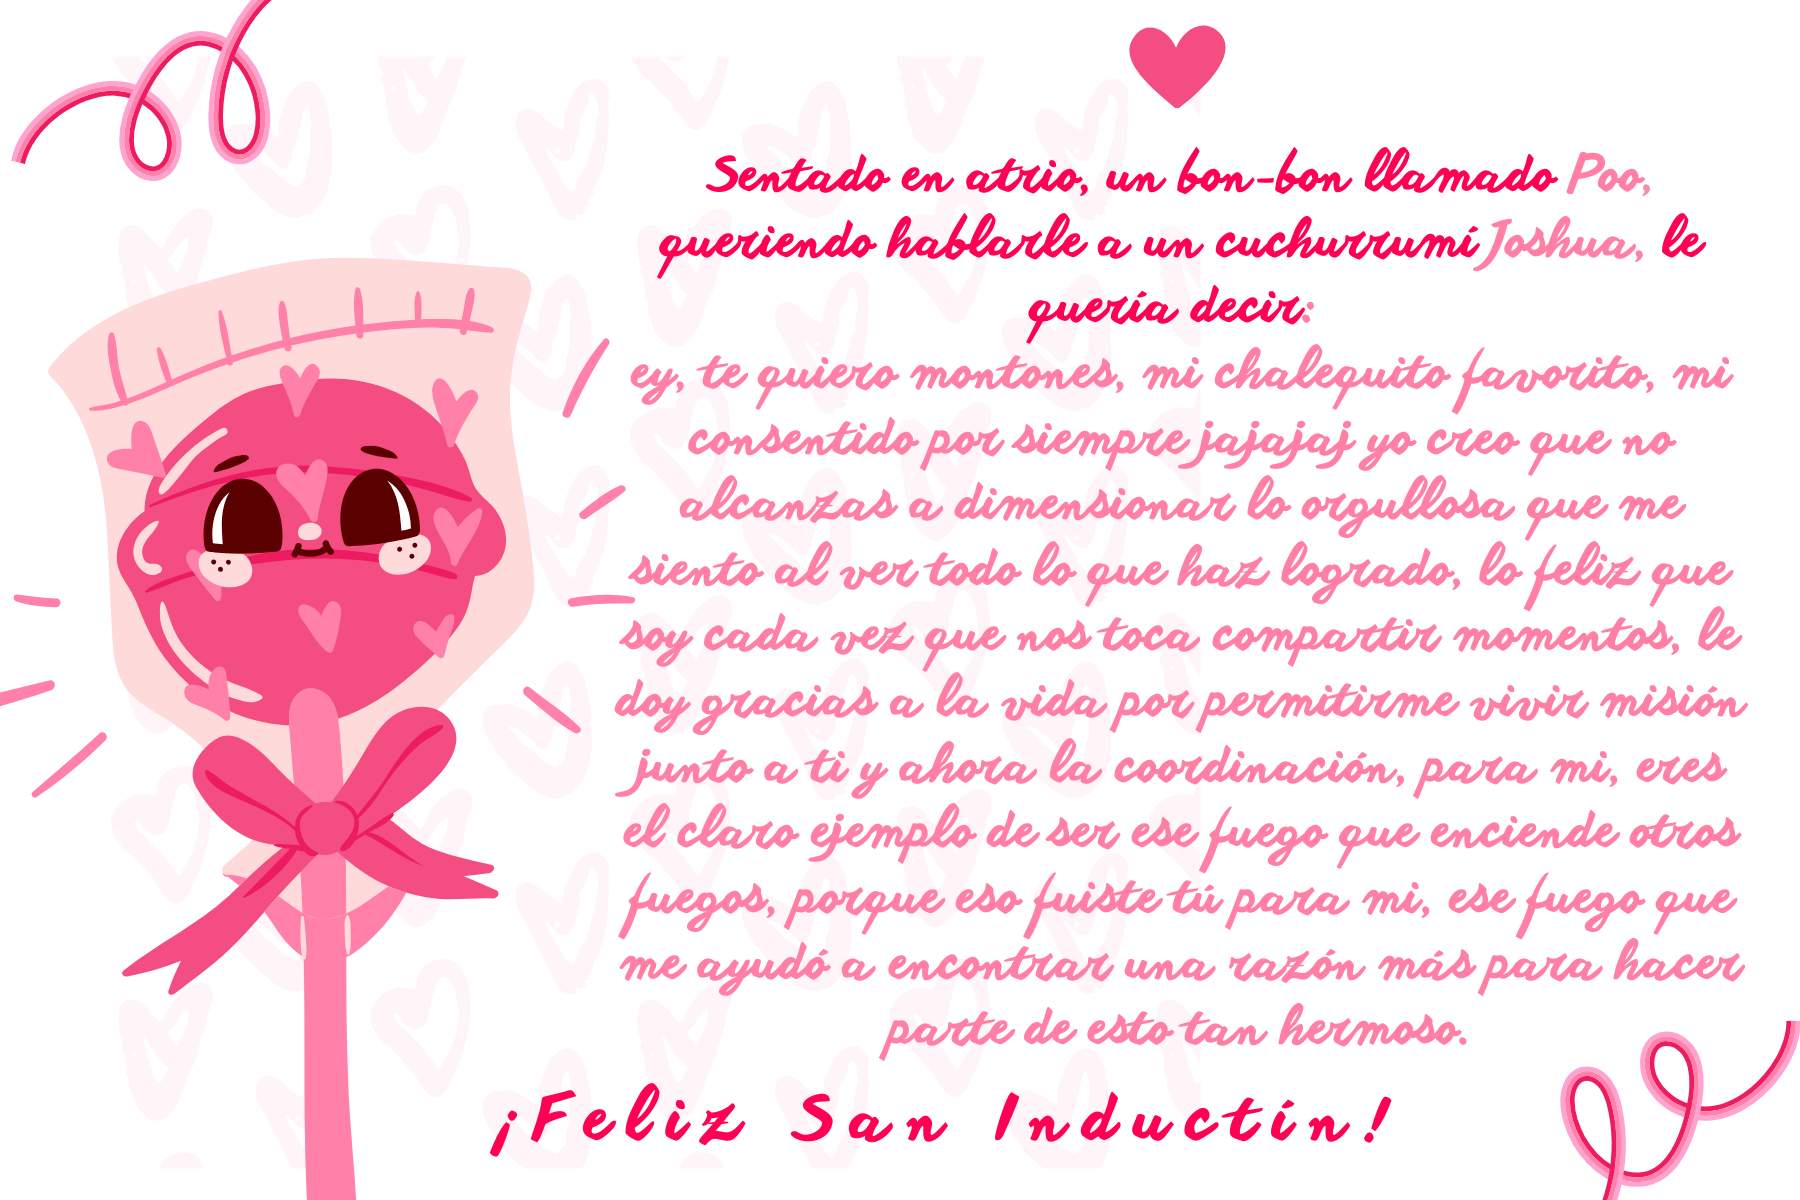 Sentado en atrio, un bon-bon llamado Poo,
queriendo hablarle a un cuchurrumí Joshua, le
quería decir:
ey, te quiero montones, mi chalequito favorito, mi
consentido por siempre jajajaj yo creo que no
alcanzas a dimensionar lo orgullosa que me
siento al ver todo lo que haz logrado, lo feliz que
soy cada vez que nos toca compartir momentos, le
doy gracias a la vida por permitirme vivir misión
junto a ti y ahora la coordinación, para mi, eres
el claro ejemplo de ser ese fuego que enciende otros
fuegos, porque eso fuiste tú para mi, ese fuego que
me ayudó a encontrar una razón más para hacer
parte de esto tan hermoso.
¡Feliz San Inductín!